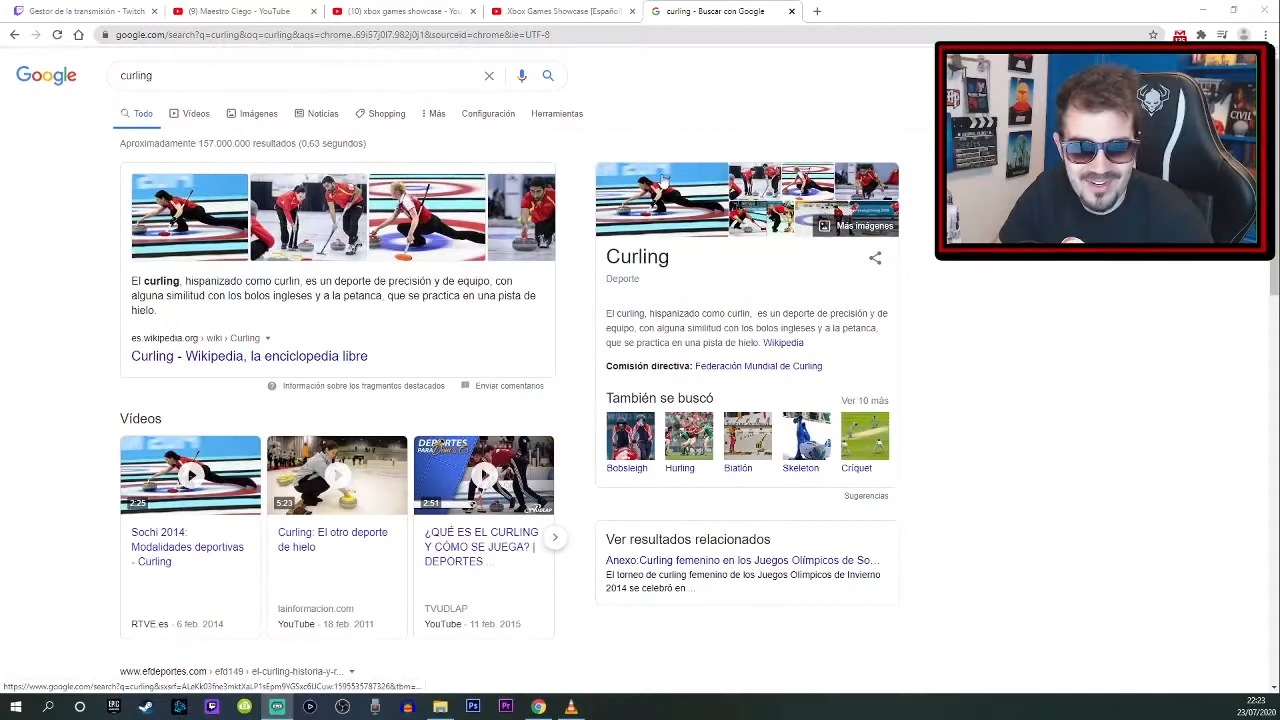 Gestor de transmisión - Twitch
(9) Maestro Ciego - YouTube
(10) xbox games showcase - You
Xbox Games Showcase [Español]
curling - Buscar con Google
google.com/search?q=curling&oq=curling&aqs=chrome..69i57j0l7.982j0j1&sourceid=chrome&ie=UTF-8
Google
curling
Todo
Vídeos
Imágenes
Noticias
Shopping
Más
Configuración
Herramientas
Aproximadamente 157.000.000 resultados (0,63 segundos)
El curling, hispanizado como curlin, es un deporte de precisión y de equipo, con
alguna similitud con los bolos ingleses y a la petanca, que se practica en una pista de
hielo.
es.wikipedia.org › wiki › Curling
Curling - Wikipedia, la enciclopedia libre
Información sobre los fragmentos destacados
Enviar comentarios
Vídeos
2:25
5:23
DEPORTES
2:51
CTVUDLAP
Sochi 2014:
Modalidades deportivas
- Curling
RTVE.es - 6 feb. 2014
Curling: El otro deporte
de hielo
lainformacion.com
YouTube - 18 feb. 2011
¿QUÉ ES EL CURLING
Y CÓMO SE JUEGA? |
DEPORTES ...
TVUDLAP
YouTube - 11 feb. 2015
www.efdeportes.com › efd149 › el-curling-historia-y-r...
Más imágenes
Curling
Deporte
El curling, hispanizado como curlin, es un deporte de precisión y de
equipo, con alguna similitud con los bolos ingleses y a la petanca,
que se practica en una pista de hielo. Wikipedia
Comisión directiva: Federación Mundial de Curling
También se buscó
Ver 10 más
Bobsleigh
Hurling
Biatlón
Skeleton
Críquet
Sugerencias
Ver resultados relacionados
Anexo:Curling femenino en los Juegos Olímpicos de So...
El torneo de curling femenino de los Juegos Olímpicos de Invierno
2014 se celebró en ...
CIVIL
22:23
23/07/2020